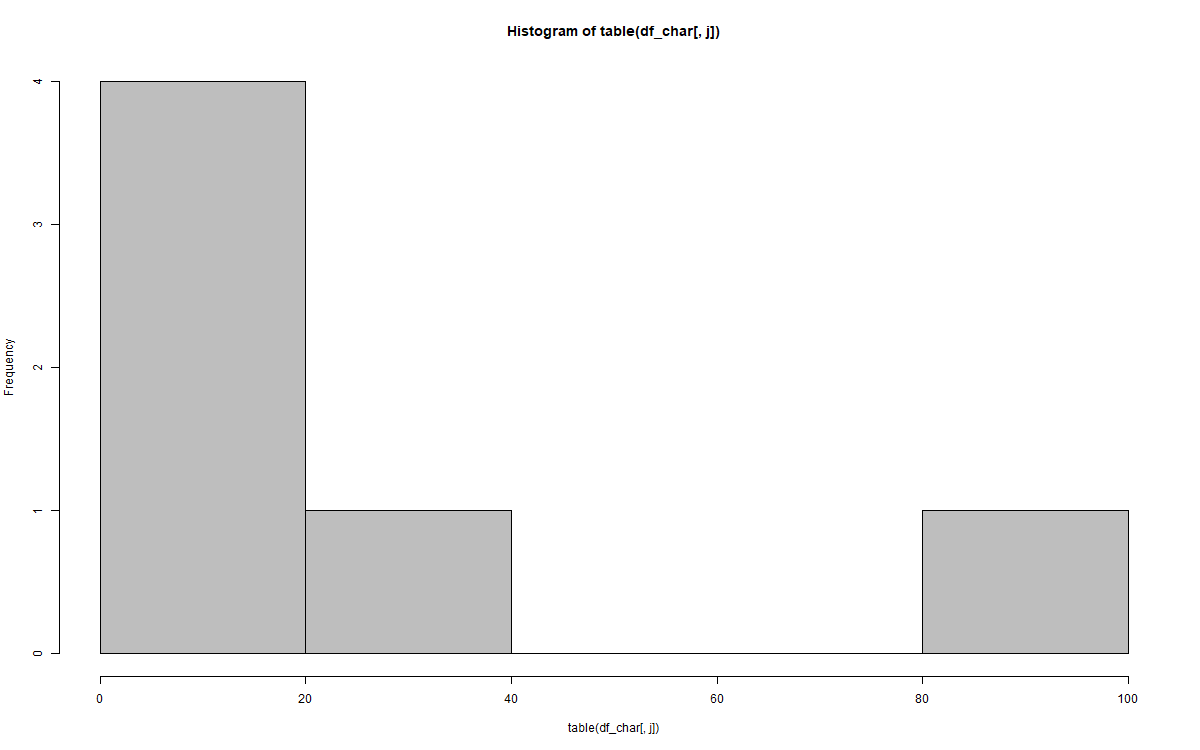 Histogram of table(df_char[, j])
Frequency
4
3
2
1
0
0 20 40 60 80 100
table(df_char[, j])